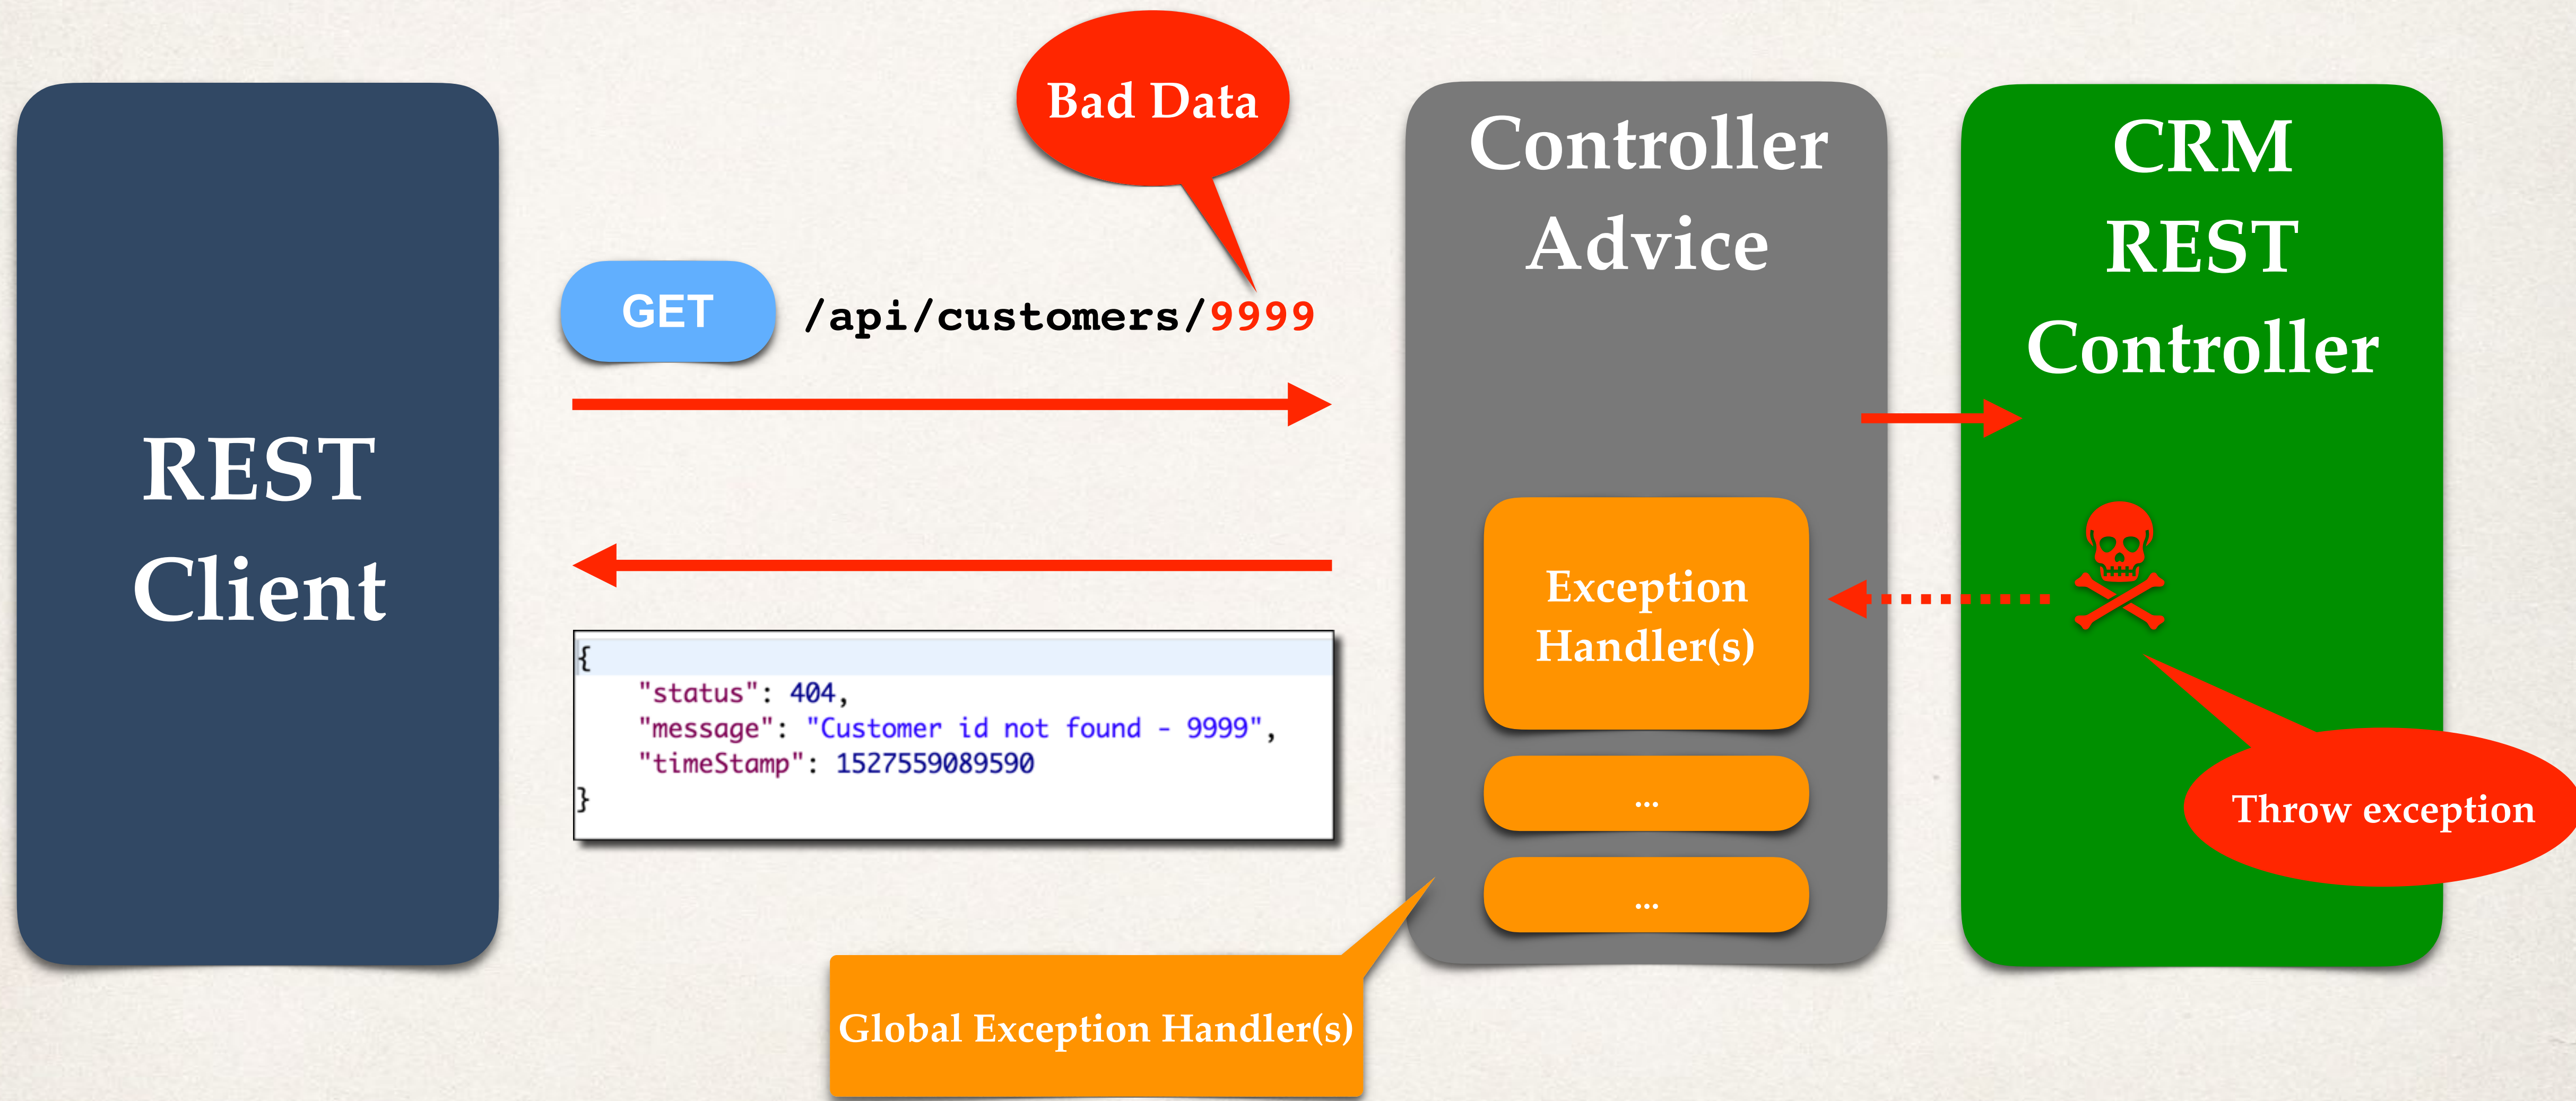 REST
Client
Bad Data
GET
/api/customers/9999
{
"status": 404,
"message": "Customer id not found - 9999",
"timeStamp": 1527559089590
}
Controller
Advice
Exception
Handler(s)
...
...
Global Exception Handler(s)
CRM
REST
Controller
Throw exception